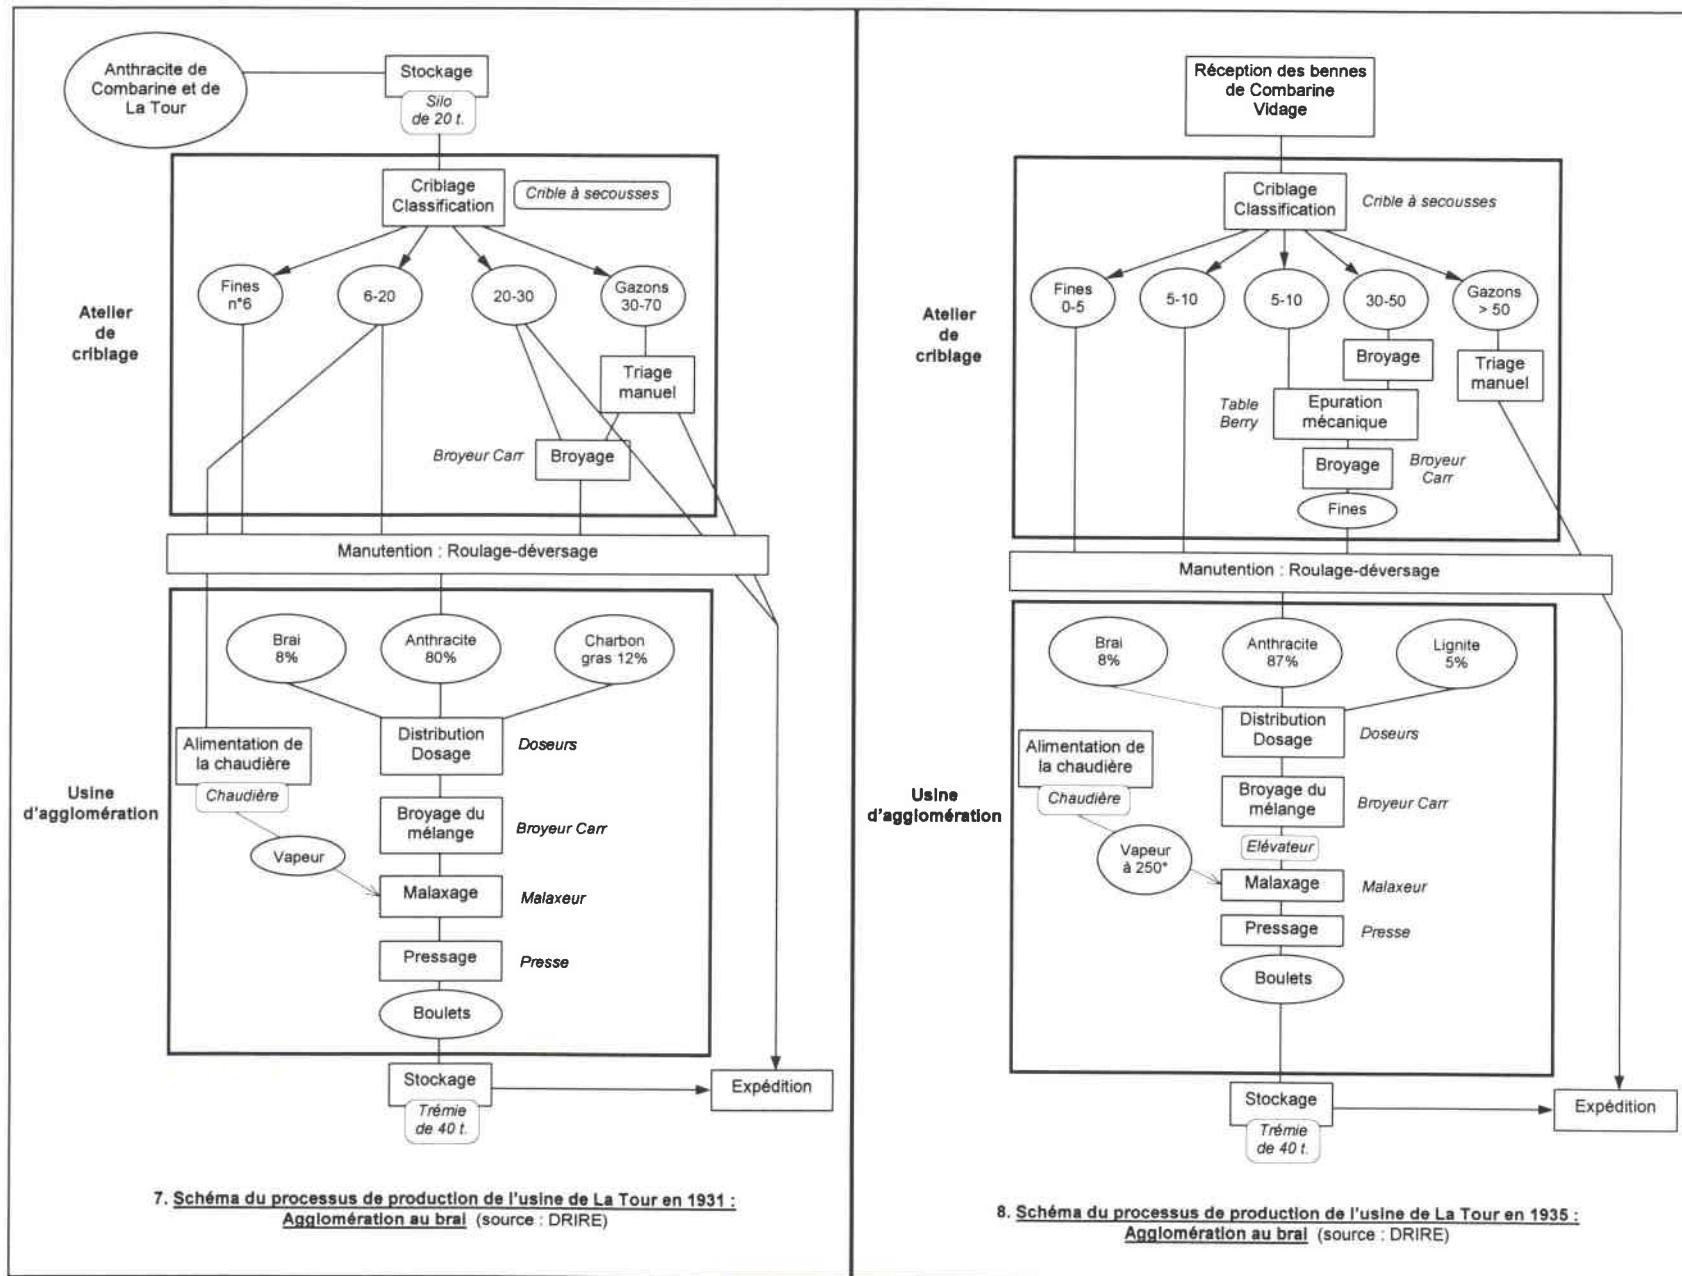 Anthracite de
Combarine et de
La Tour
Stockage
Silo
de 20 t.
Criblage
Classification
Crible à secousses
Fines
n°6
6-20
20-30
Gazons
30-70
Atelier
de
criblage
Triage
manuel
Broyeur Carr
Broyage
Manutention : Roulage-déversage
Brai
8%
Anthracite
80%
Charbon
gras 12%
Distribution
Dosage
Doseurs
Alimentation de
la chaudière
Chaudière
Usine
d'agglomération
Broyage du
mélange
Broyeur Carr
Vapeur
Malaxage
Malaxeur
Pressage
Presse
Boulets
Stockage
Trémie
de 40 t.
Expédition
7. Schéma du processus de production de l'usine de La Tour en 1931 :
Agglomération au brai (source : DRIRE)
Réception des bennes
de Combarine
Vidage
Criblage
Classification
Crible à secousses
Fines
0-5
5-10
5-10
30-50
Gazons
> 50
Atelier
de
criblage
Broyage
Triage
manuel
Table
Berry
Epuration
mécanique
Broyage
Broyeur
Carr
Fines
Manutention : Roulage-déversage
Brai
8%
Anthracite
87%
Lignite
5%
Distribution
Dosage
Doseurs
Alimentation de
la chaudière
Chaudière
Usine
d'agglomération
Broyage du
mélange
Broyeur Carr
Elévateur
Vapeur
à 250°
Malaxage
Malaxeur
Pressage
Presse
Boulets
Stockage
Trémie
de 40 t.
Expédition
8. Schéma du processus de production de l'usine de La Tour en 1935 :
Agglomération au brai (source : DRIRE)